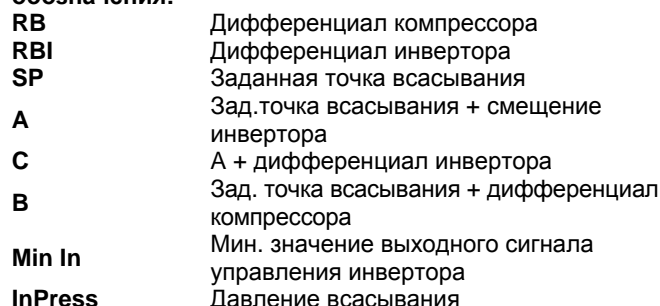 обозначения:
RB Дифференциал компрессора
RBI Дифференциал инвертора
SP Заданная точка всасывания
A Зад.точка всасывания + смещение
инвертора
C A + дифференциал инвертора
B Зад. точка всасывания + дифференциал
компрессора
Min In Мин. значение выходного сигнала
управления инвертора
InPress Давление всасывания